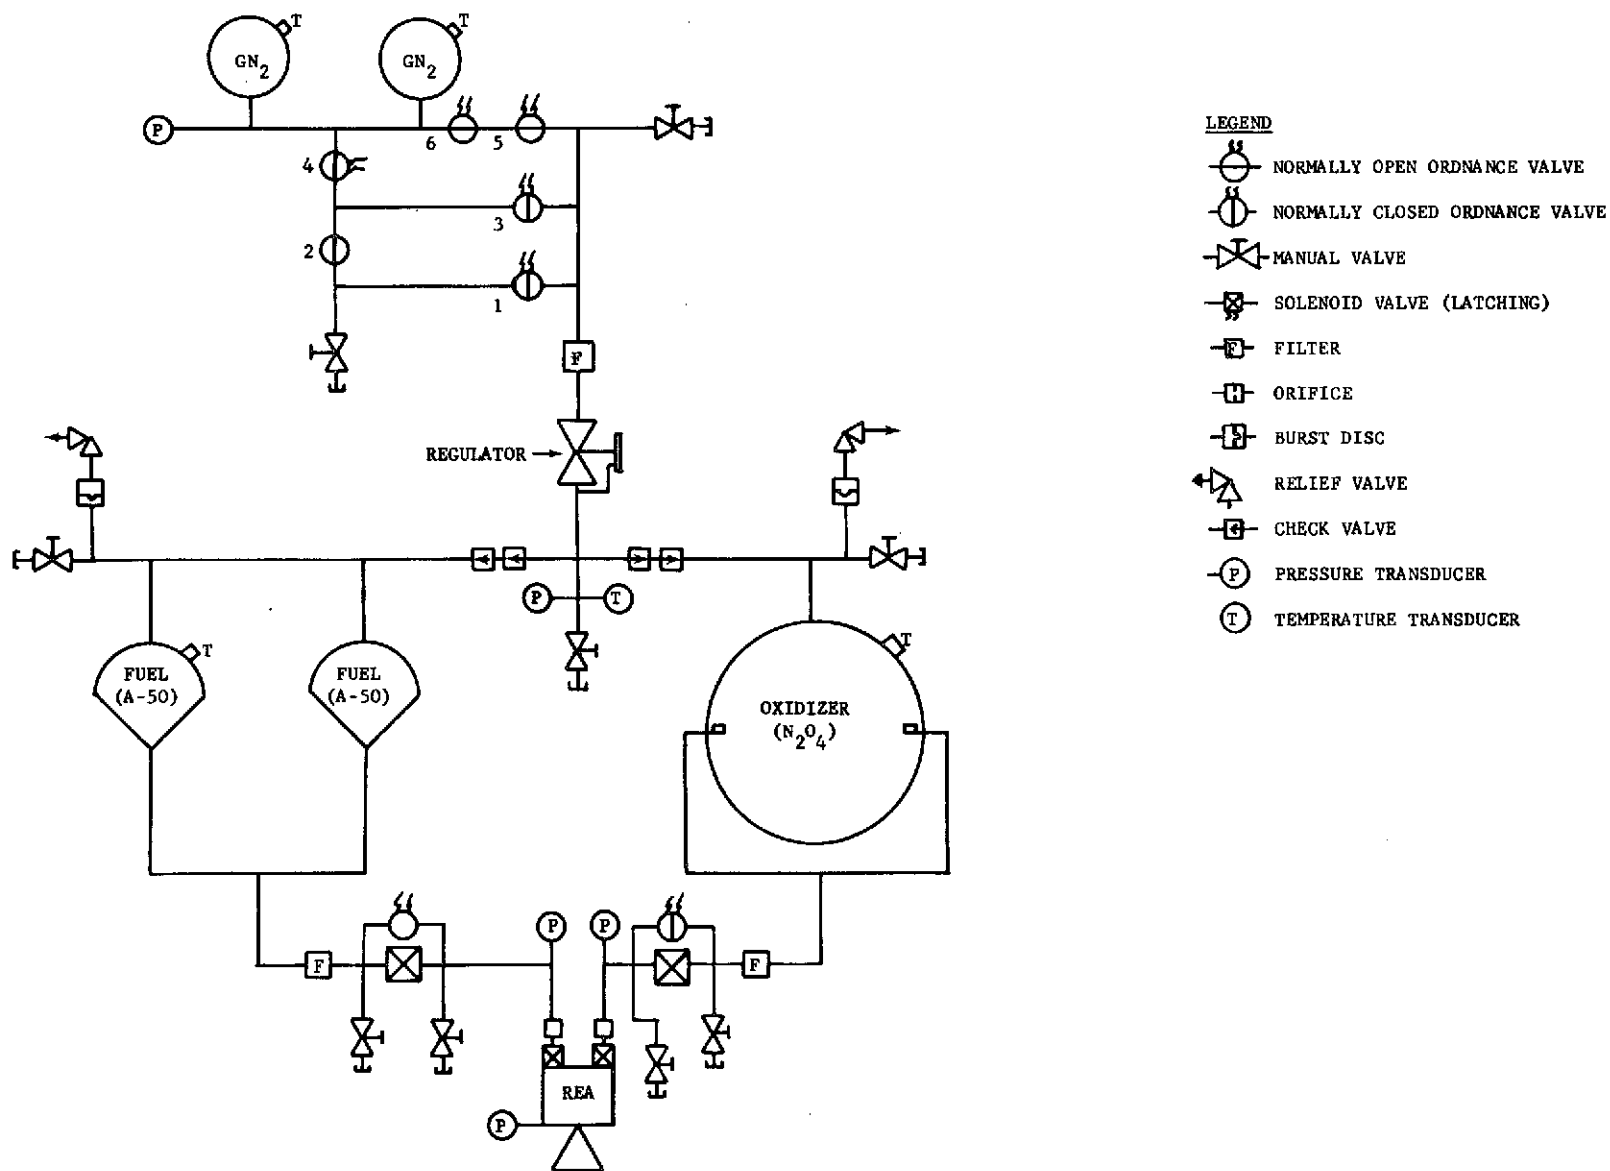 T
T
GN2
GN2
P
6
5
4
3
2
1
F
REGULATOR
P
T
T
T
FUEL
(A-50)
FUEL
(A-50)
OXIDIZER
(N2O4)
P
P
F
F
REA
P
LEGEND
NORMALLY OPEN ORDNANCE VALVE
NORMALLY CLOSED ORDNANCE VALVE
MANUAL VALVE
SOLENOID VALVE (LATCHING)
F FILTER
ORIFICE
BURST DISC
RELIEF VALVE
CHECK VALVE
P PRESSURE TRANSDUCER
T TEMPERATURE TRANSDUCER